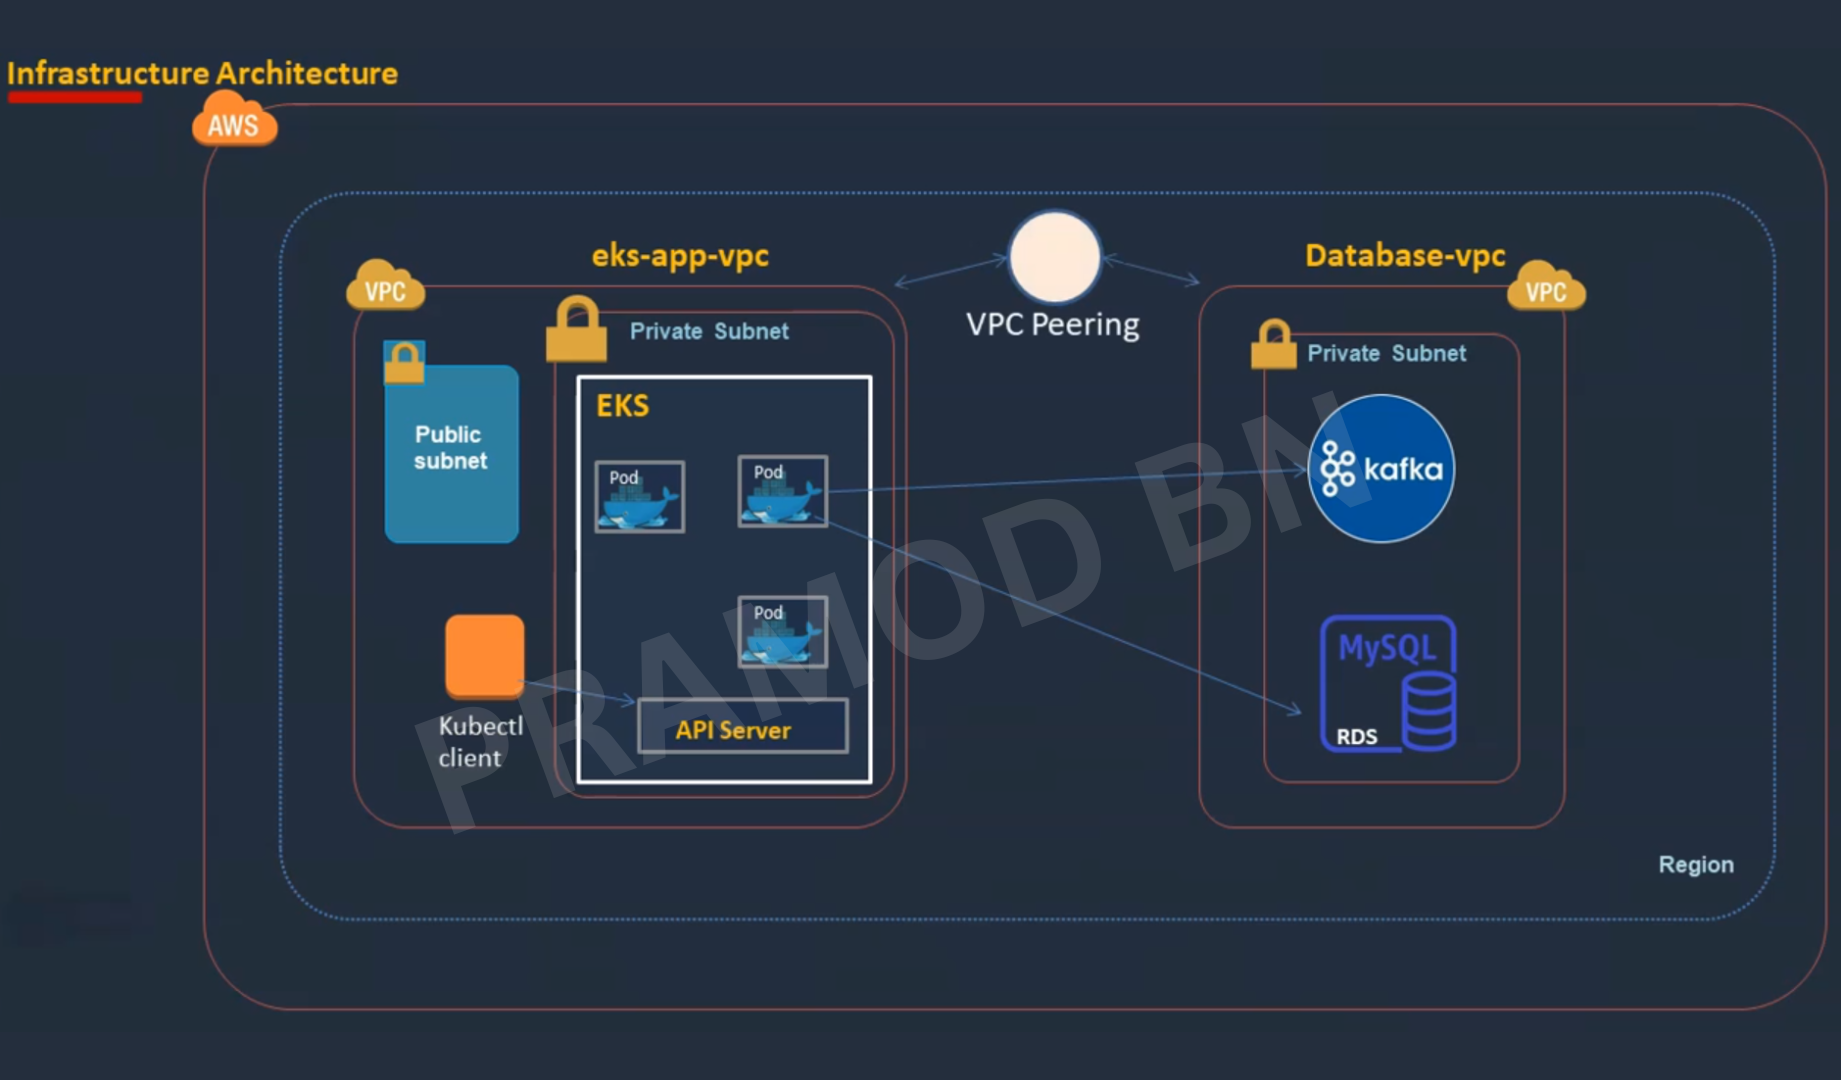 Infrastructure Architecture
AWS
eks-app-vpc
Database-vpc
VPC
VPC
VPC Peering
Private Subnet
Private Subnet
Public
subnet
EKS
Pod
Pod
kafka
Pod
MySQL
RDS
API Server
Kubectl
client
Region
PRAMOD BN